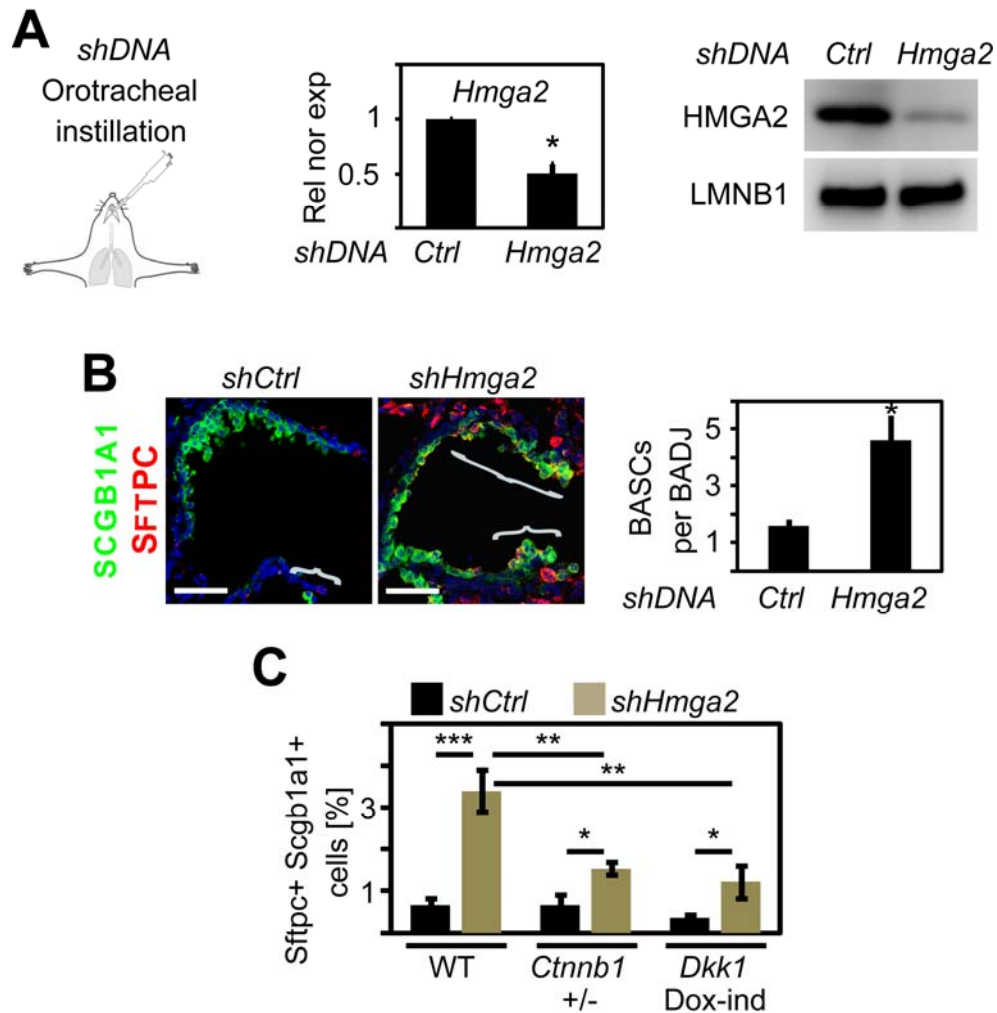 A
shDNA
Orotracheal
instillation
Rel nor exp
1
0.5
Hmga2
*
shDNA Ctrl Hmga2
shDNA Ctrl Hmga2
HMGA2
LMNB1
B
shCtrl shHmga2
SCGB1A1
SFTPC
BASCs
per BADJ
5
3
1
*
shDNA Ctrl Hmga2
C
shCtrl shHmga2
Sftpc+ Scgb1a1+
cells [%]
3
1
*** **
**
* *
WT Ctnnb1 Dkk1
+/- Dox-ind